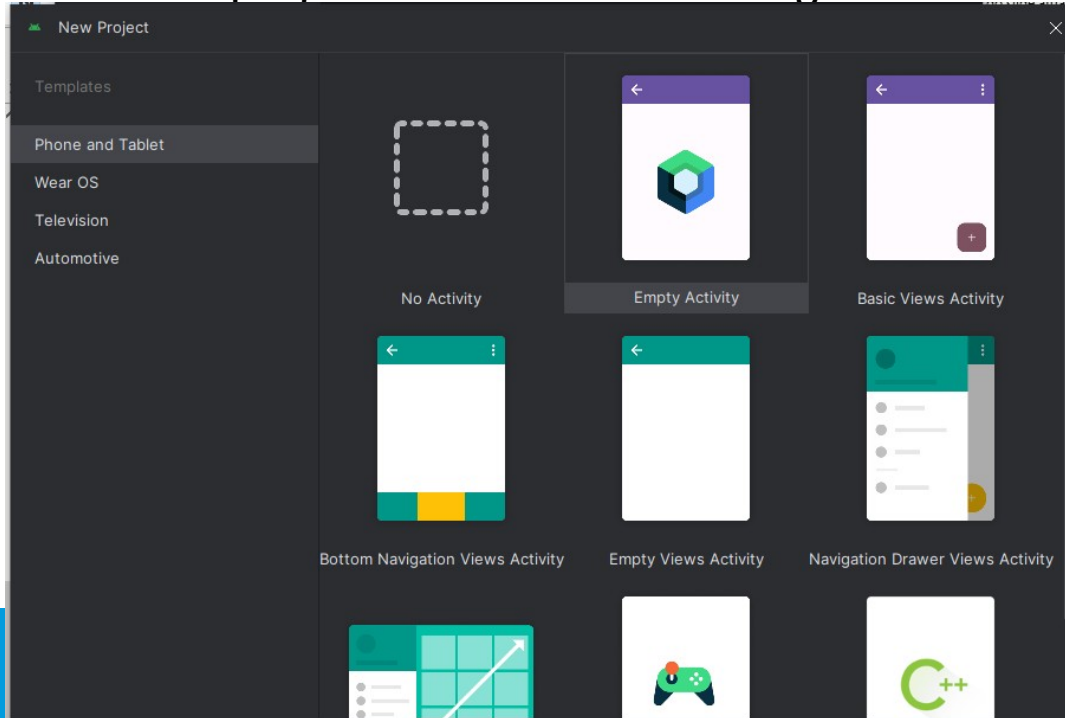 New Project
Templates
Phone and Tablet
Wear OS
Television
Automotive
No Activity
Empty Activity
Basic Views Activity
Bottom Navigation Views Activity
Empty Views Activity
Navigation Drawer Views Activity
C++